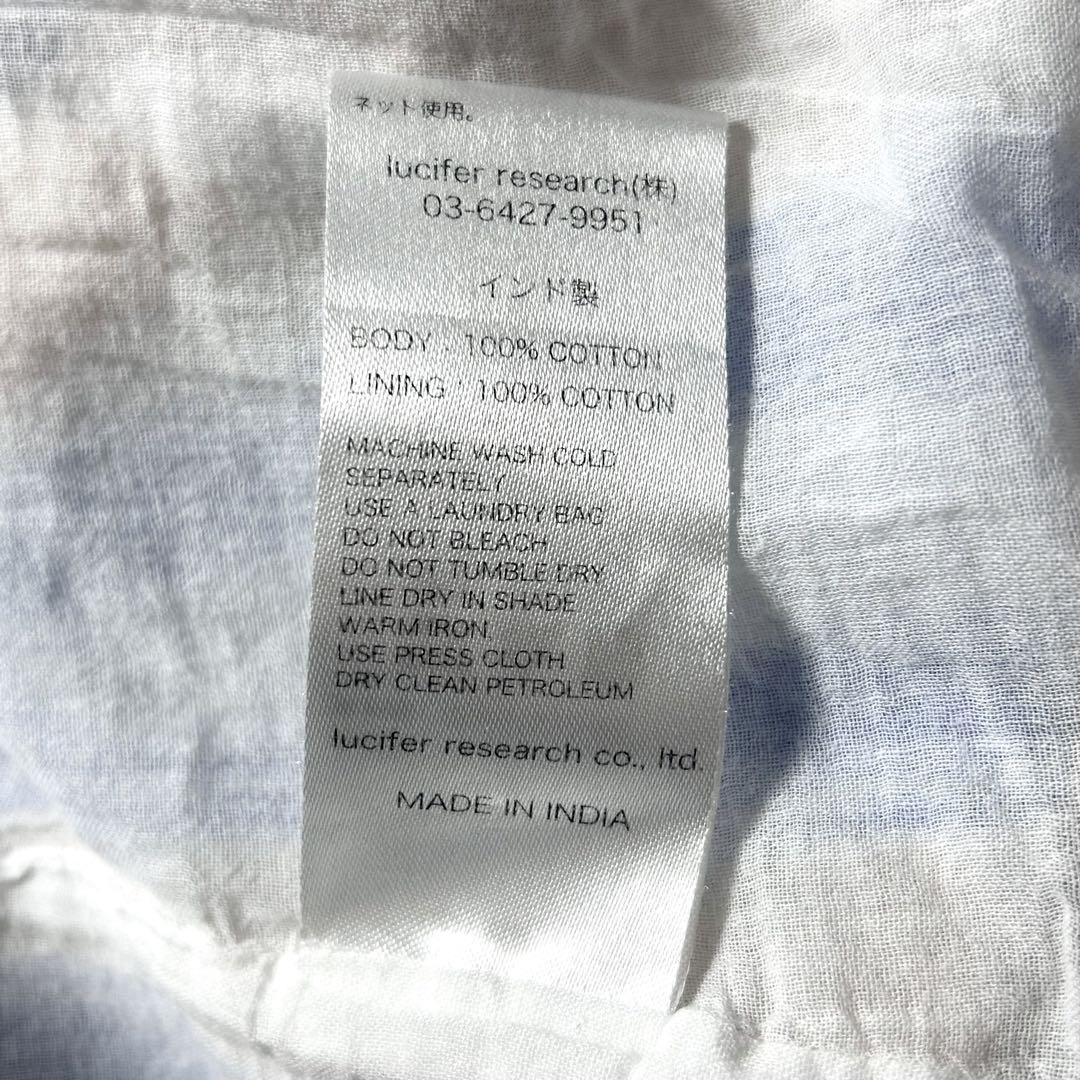 ネット使用。
lucifer research(株)
03-6427-9951
インド製
BODY : 100% COTTON
LINING : 100% COTTON
MACHINE WASH COLD
SEPARATELY
USE A LAUNDRY BAG
DO NOT BLEACH
DO NOT TUMBLE DRY
LINE DRY IN SHADE
WARM IRON.
USE PRESS CLOTH
DRY CLEAN PETROLEUM
lucifer research co., ltd.
MADE IN INDIA